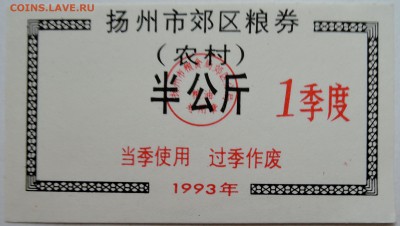 COINS.LAVE.RU
扬州市郊区粮券
(农村)
半公斤
1季度
当季使用 过季作废
1993年